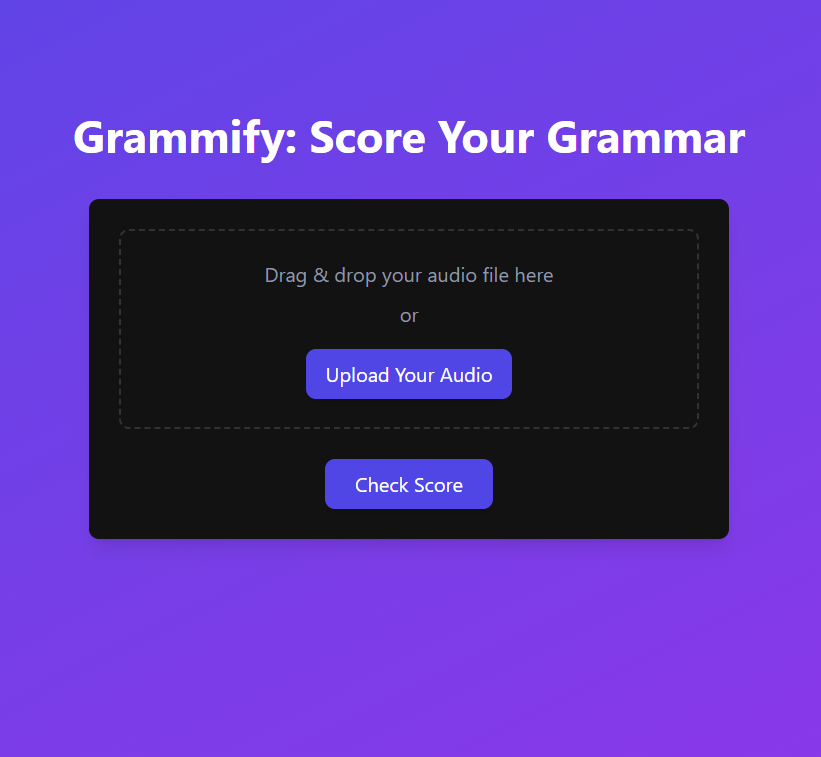 Grammify: Score Your Grammar
Drag & drop your audio file here
or
Upload Your Audio
Check Score